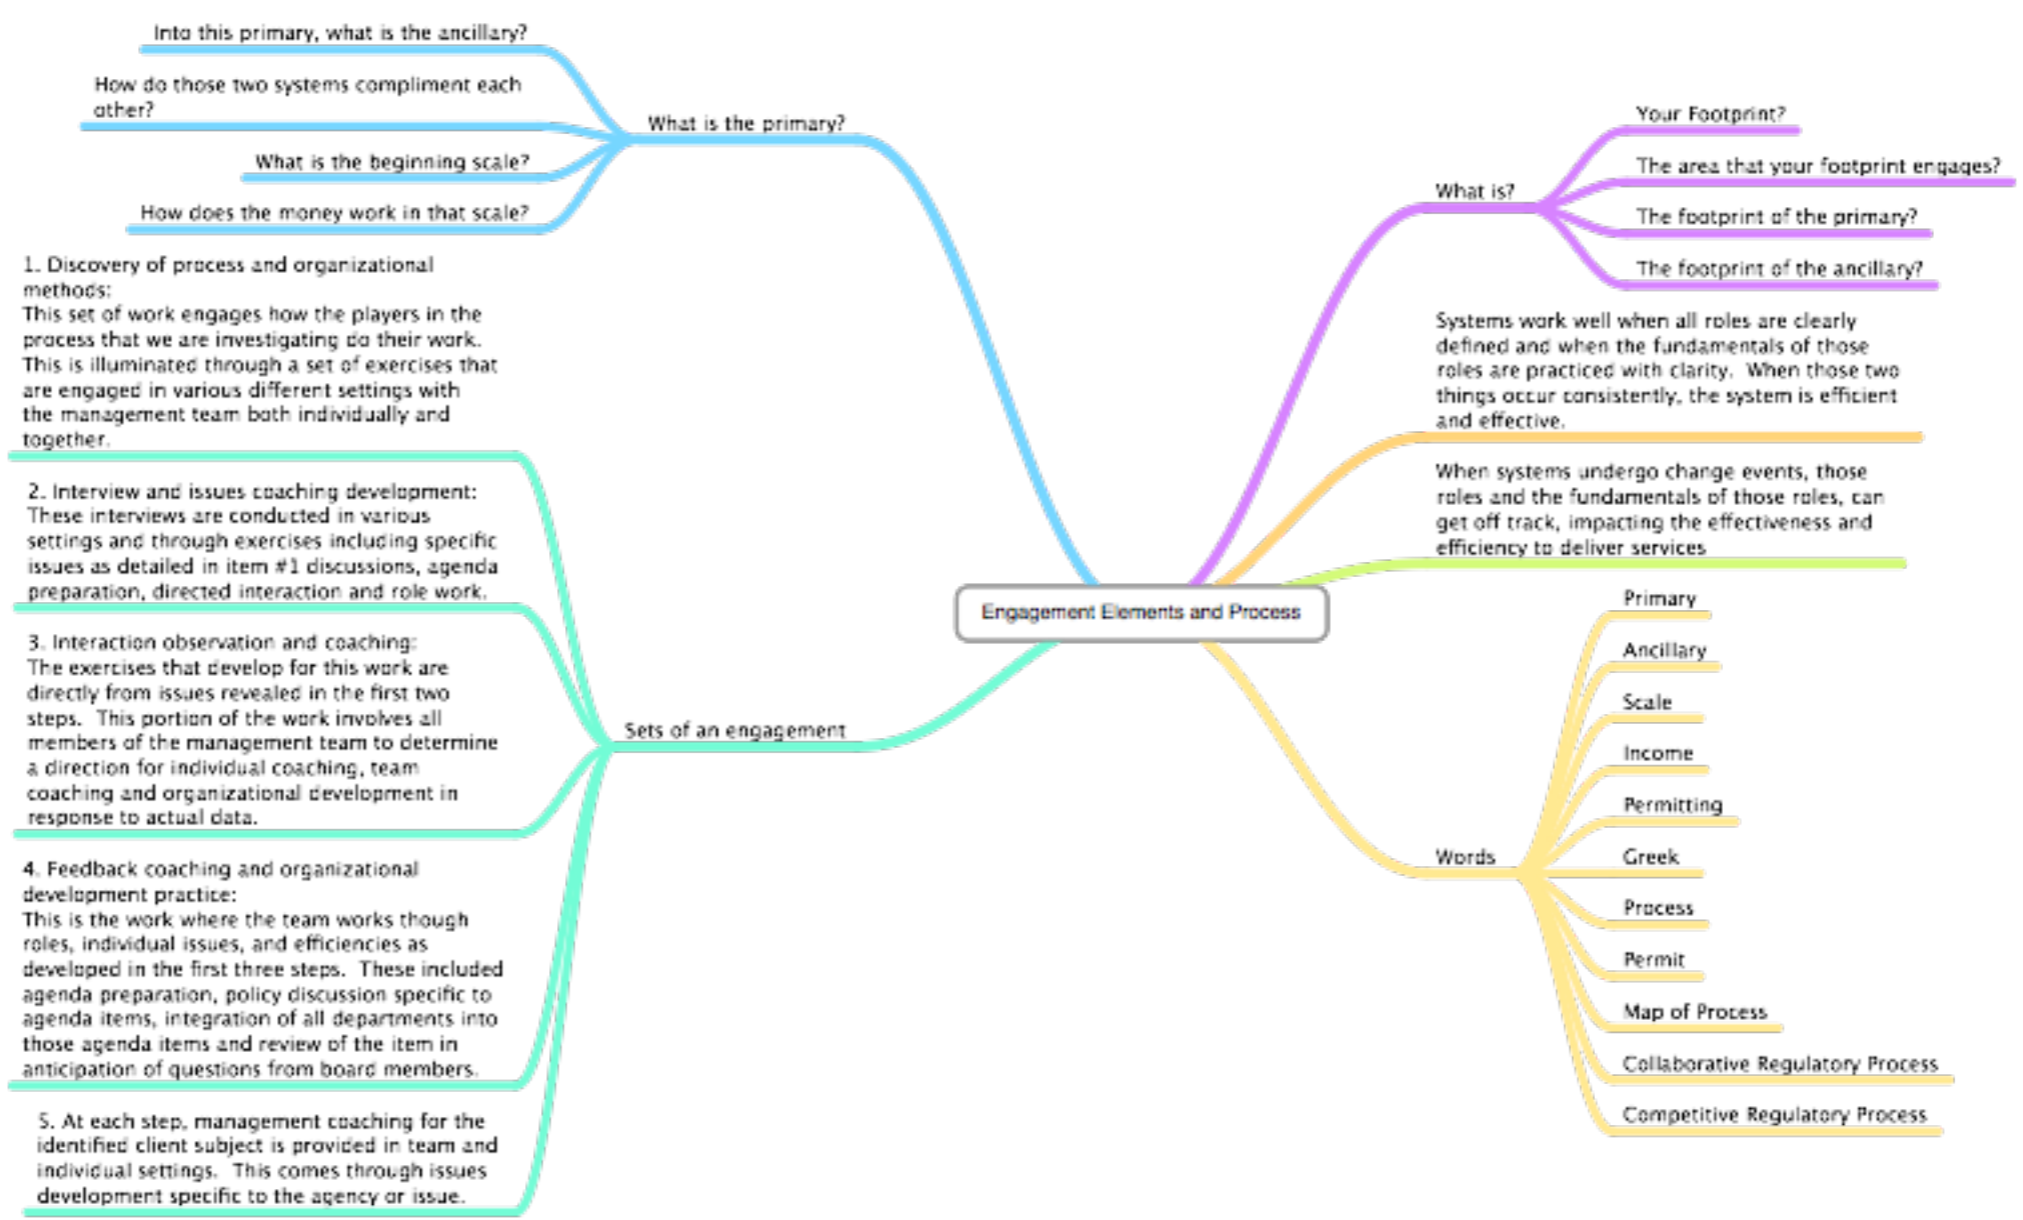 Into this primary, what is the ancillary?
How do those two systems compliment each
other?
What is the beginning scale?
How does the money work in that scale?
What is the primary?
1. Discovery of process and organizational
methods:
This set of work engages how the players in the
process that we are investigating do their work.
This is illuminated through a set of exercises that
are engaged in various different settings with
the management team both individually and
together.
2. Interview and issues coaching development:
These interviews are conducted in various
settings and through exercises including specific
issues as detailed in item #1 discussions, agenda
preparation, directed interaction and role work.
3. Interaction observation and coaching:
The exercises that develop for this work are
directly from issues revealed in the first two
steps.  This portion of the work involves all
members of the management team to determine
a direction for individual coaching, team
coaching and organizational development in
response to actual data.
4. Feedback coaching and organizational
development practice:
This is the work where the team works though
roles, individual issues, and efficiencies as
developed in the first three steps.  These included
agenda preparation, policy discussion specific to
agenda items, integration of all departments into
those agenda items and review of the item in
anticipation of questions from board members.
5. At each step, management coaching for the
identified client subject is provided in team and
individual settings.  This comes through issues
development specific to the agency or issue.
Sets of an engagement
Engagement Elements and Process
What is?
Your Footprint?
The area that your footprint engages?
The footprint of the primary?
The footprint of the ancillary?
Systems work well when all roles are clearly
defined and when the fundamentals of those
roles are practiced with clarity.  When those two
things occur consistently, the system is efficient
and effective.
When systems undergo change events, those
roles and the fundamentals of those roles, can
get off track, impacting the effectiveness and
efficiency to deliver services
Words
Primary
Ancillary
Scale
Income
Permitting
Greek
Process
Permit
Map of Process
Collaborative Regulatory Process
Competitive Regulatory Process